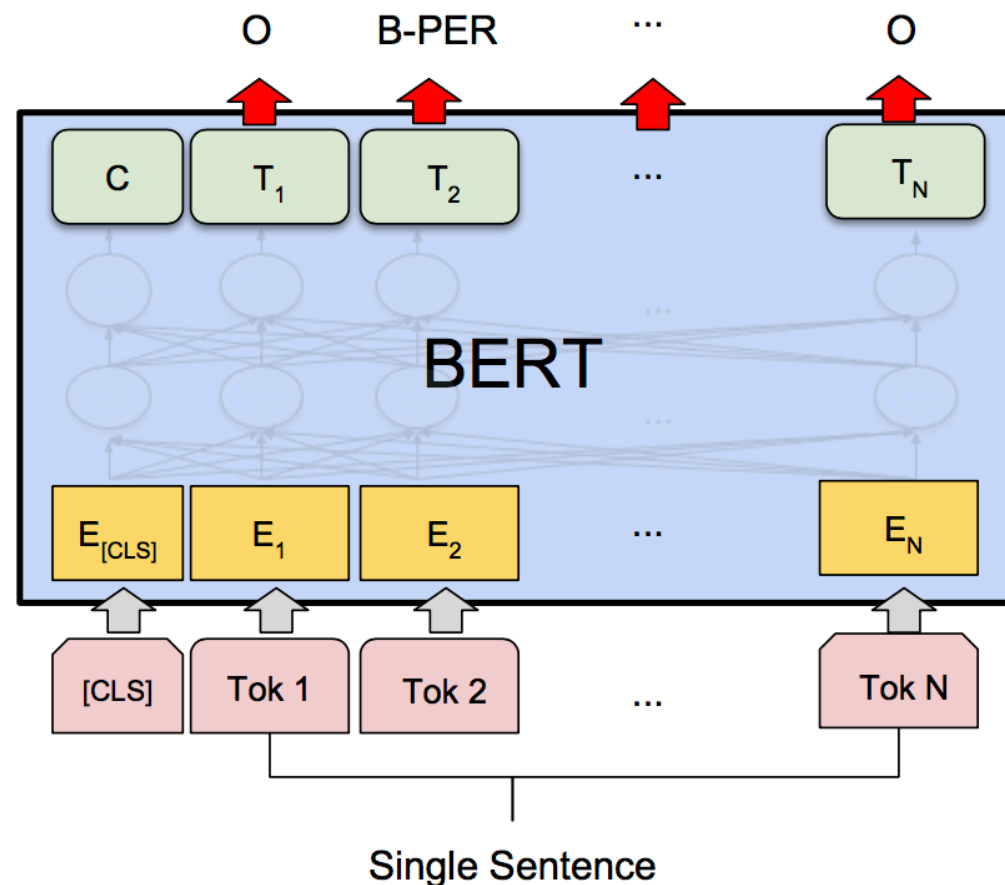 O B-PER ... O
C T1 T2 ... TN
...
BERT
...
E[CLS] E1 E2 ... EN
[CLS] Tok 1 Tok 2 ... Tok N
Single Sentence